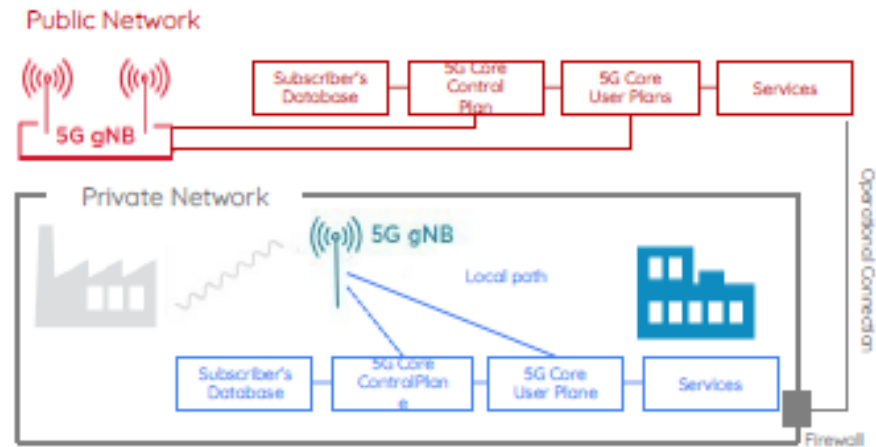 Public Network
Subscriber's
Database
5G Core
Control
Plan
5G Core
User Plans
Services
5G gNB
Private Network
5G gNB
Local path
Operational Connection
Subscriber's
Database
5G Core
ControlPlan
e
5G Core
User Plane
Services
Firewall